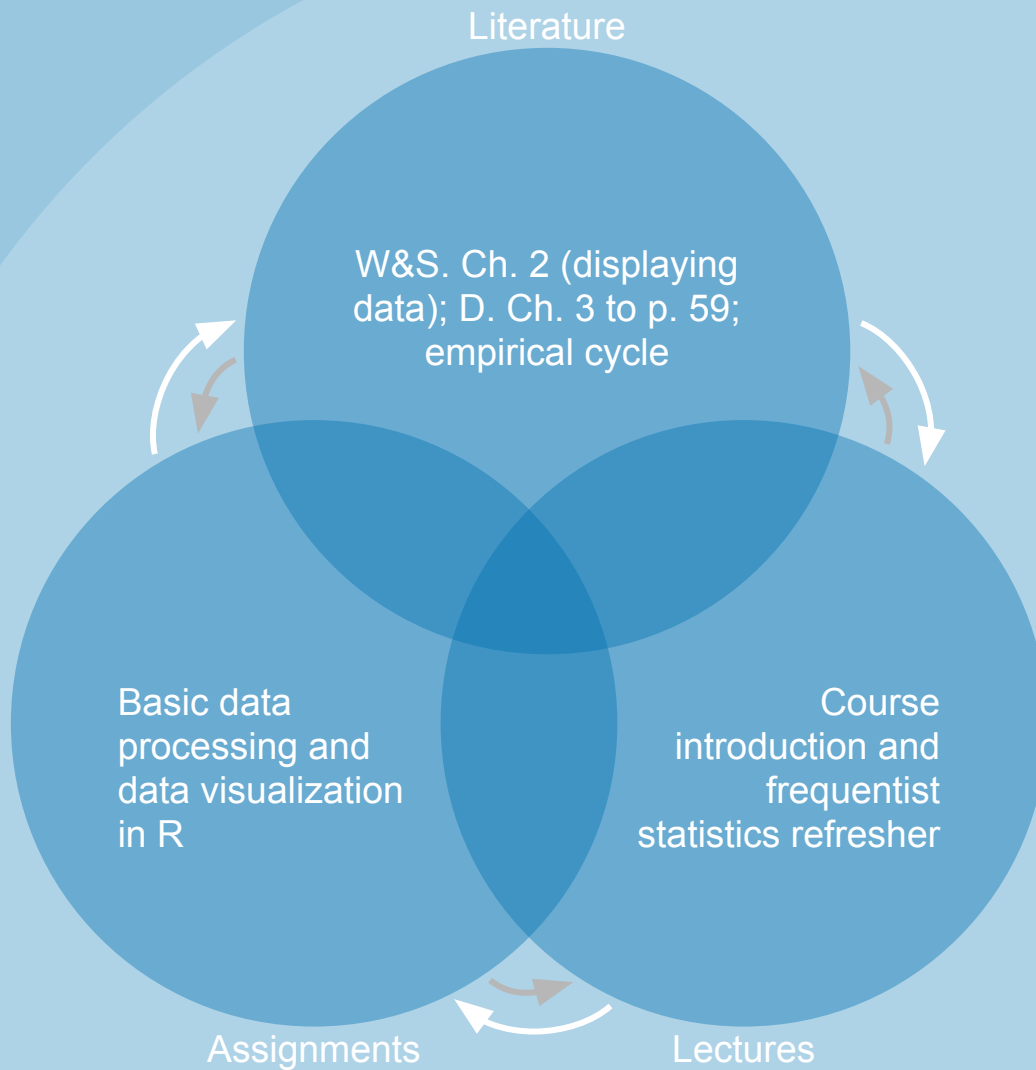 Literature
W&S. Ch. 2 (displaying
data); D. Ch. 3 to p. 59;
empirical cycle
Basic data
processing and
data visualization
in R
Course
introduction and
frequentist
statistics refresher
Assignments
Lectures